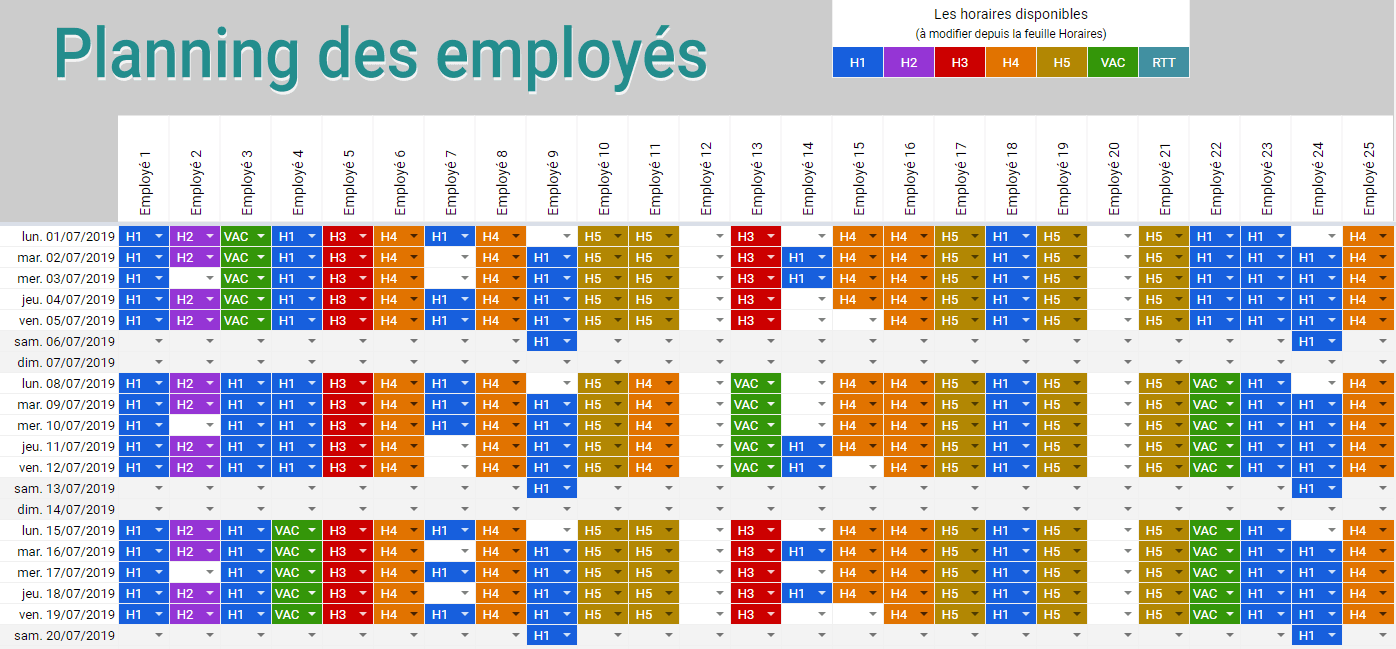 Planning des employés
Les horaires disponibles
(à modifier depuis la feuille Horaires)
H1 H2 H3 H4 H5 VAC RTT
Employé 1 Employé 2 Employé 3 Employé 4 Employé 5 Employé 6 Employé 7 Employé 8 Employé 9 Employé 10 Employé 11 Employé 12 Employé 13 Employé 14 Employé 15 Employé 16 Employé 17 Employé 18 Employé 19 Employé 20 Employé 21 Employé 22 Employé 23 Employé 24 Employé 25
lun. 01/07/2019 H1 H2 VAC H1 H3 H4 H1 H4 H5 H5 H3 H4 H4 H5 H1 H5 H5 H1 H1 H4
mar. 02/07/2019 H1 H2 VAC H1 H3 H4 H4 H1 H5 H5 H3 H1 H4 H4 H5 H1 H5 H5 H1 H1 H1 H4
mer. 03/07/2019 H1 VAC H1 H3 H4 H4 H1 H5 H5 H3 H1 H4 H4 H5 H1 H5 H5 H1 H1 H1 H4
jeu. 04/07/2019 H1 H2 VAC H1 H3 H4 H1 H4 H1 H5 H5 H3 H4 H4 H5 H1 H5 H5 H1 H1 H1 H4
ven. 05/07/2019 H1 H2 VAC H1 H3 H4 H1 H4 H1 H5 H5 H3 H4 H5 H1 H5 H5 H1 H1 H1 H4
sam. 06/07/2019 H1 H1
dim. 07/07/2019
lun. 08/07/2019 H1 H2 H1 H1 H3 H4 H1 H4 H5 H4 VAC H4 H4 H5 H1 H5 H5 VAC H1 H4
mar. 09/07/2019 H1 H2 H1 H1 H3 H4 H1 H4 H1 H5 H4 VAC H4 H4 H5 H1 H5 H5 VAC H1 H1 H4
mer. 10/07/2019 H1 H1 H1 H3 H4 H1 H4 H1 H5 H4 VAC H4 H4 H5 H1 H5 H5 VAC H1 H1 H4
jeu. 11/07/2019 H1 H2 H1 H1 H3 H4 H4 H1 H5 H4 VAC H1 H4 H4 H5 H1 H5 H5 VAC H1 H1 H4
ven. 12/07/2019 H1 H2 H1 H1 H3 H4 H4 H1 H5 H4 VAC H1 H4 H5 H1 H5 H5 VAC H1 H1 H4
sam. 13/07/2019 H1 H1
dim. 14/07/2019
lun. 15/07/2019 H1 H2 H1 VAC H3 H4 H1 H4 H5 H5 H3 H4 H4 H5 H1 H5 H5 VAC H1 H4
mar. 16/07/2019 H1 H2 H1 VAC H3 H4 H4 H1 H5 H5 H3 H1 H4 H4 H5 H1 H5 H5 VAC H1 H1 H4
mer. 17/07/2019 H1 H1 VAC H3 H4 H1 H4 H1 H5 H5 H3 H4 H4 H5 H1 H5 H5 VAC H1 H1 H4
jeu. 18/07/2019 H1 H2 H1 VAC H3 H4 H4 H1 H5 H5 H3 H1 H4 H4 H5 H1 H5 H5 VAC H1 H1 H4
ven. 19/07/2019 H1 H2 H1 VAC H3 H4 H1 H4 H1 H5 H5 H3 H4 H5 H1 H5 H5 VAC H1 H1 H4
sam. 20/07/2019 H1 H1